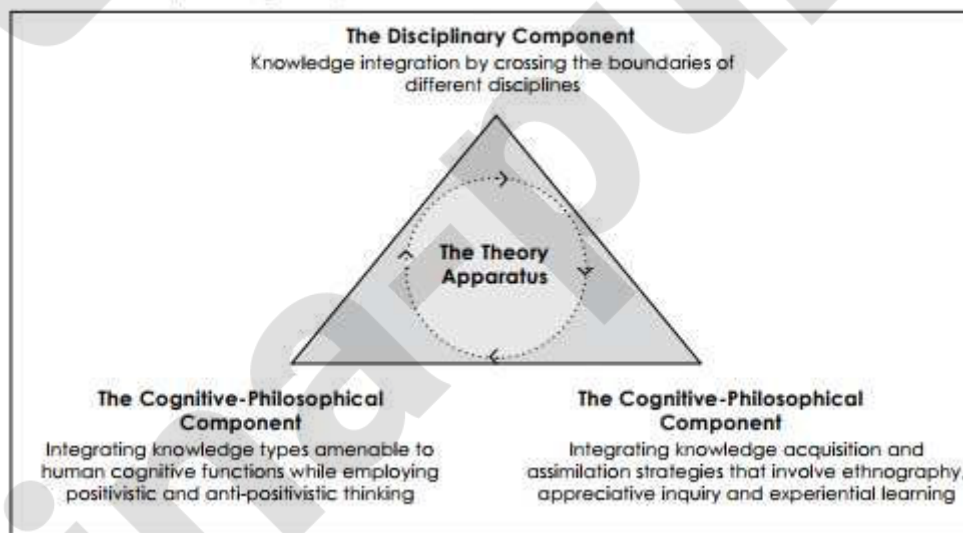 The Disciplinary Component
Knowledge integration by crossing the boundaries of
different disciplines
The Theory
Apparatus
The Cognitive-Philosophical
Component
Integrating knowledge types amenable to
human cognitive functions while employing
positivistic and anti-positivistic thinking
The Cognitive-Philosophical
Component
Integrating knowledge acquisition and
assimilation strategies that involve ethnography,
appreciative inquiry and experiential learning